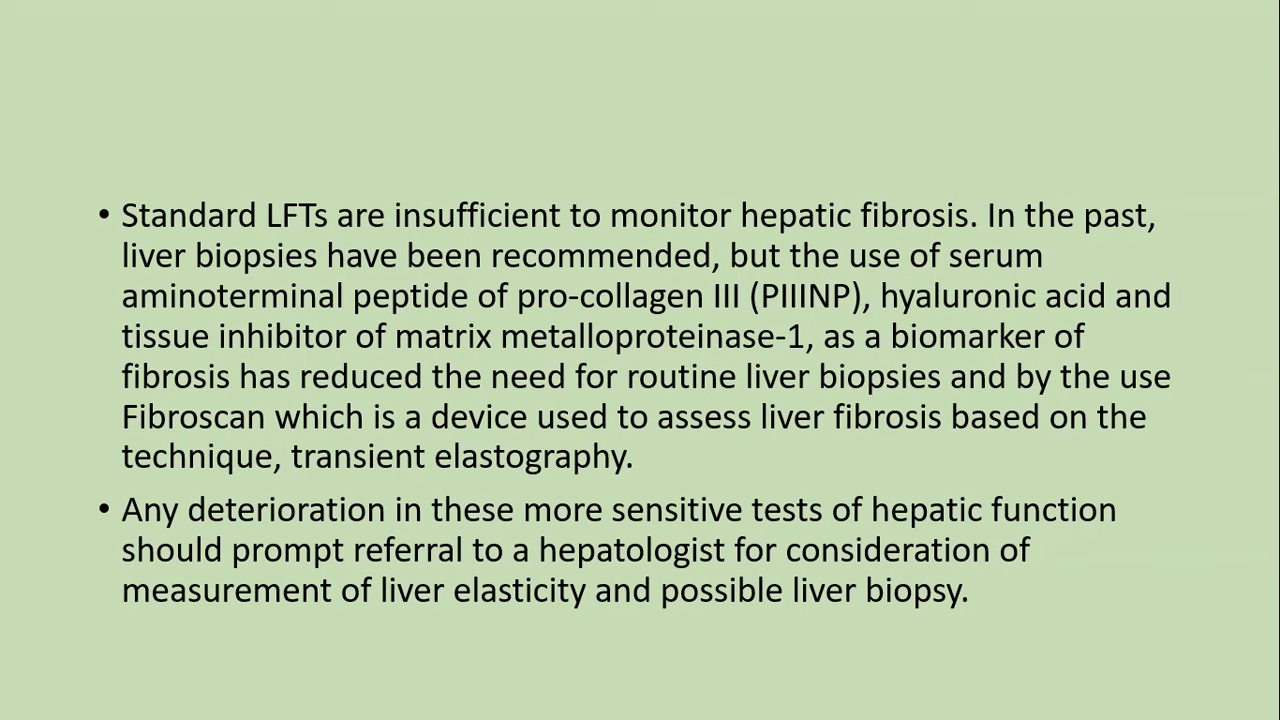 • Standard LFTs are insufficient to monitor hepatic fibrosis. In the past,
liver biopsies have been recommended, but the use of serum
aminoterminal peptide of pro-collagen III (PIIINP), hyaluronic acid and
tissue inhibitor of matrix metalloproteinase-1, as a biomarker of
fibrosis has reduced the need for routine liver biopsies and by the use
Fibroscan which is a device used to assess liver fibrosis based on the
technique, transient elastography.
• Any deterioration in these more sensitive tests of hepatic function
should prompt referral to a hepatologist for consideration of
measurement of liver elasticity and possible liver biopsy.